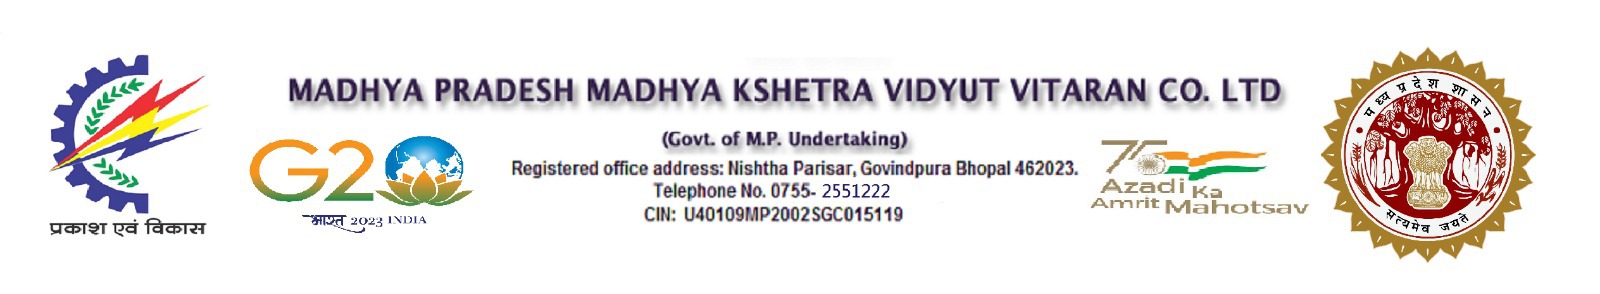 MADHYA PRADESH MADHYA KSHETRA VIDYUT VITARAN CO. LTD
(Govt. of M.P. Undertaking)
Registered office address: Nishtha Parisar, Govindpura Bhopal 462023.
Telephone No. 0755- 2551222
CIN: U40109MP2002SGC015119
प्रकाश एवं विकास
G20
भारत 2023 INDIA
75
Azadi Ka
Amrit Mahotsav
मध्य प्रदेश शासन
सत्यमेव जयते